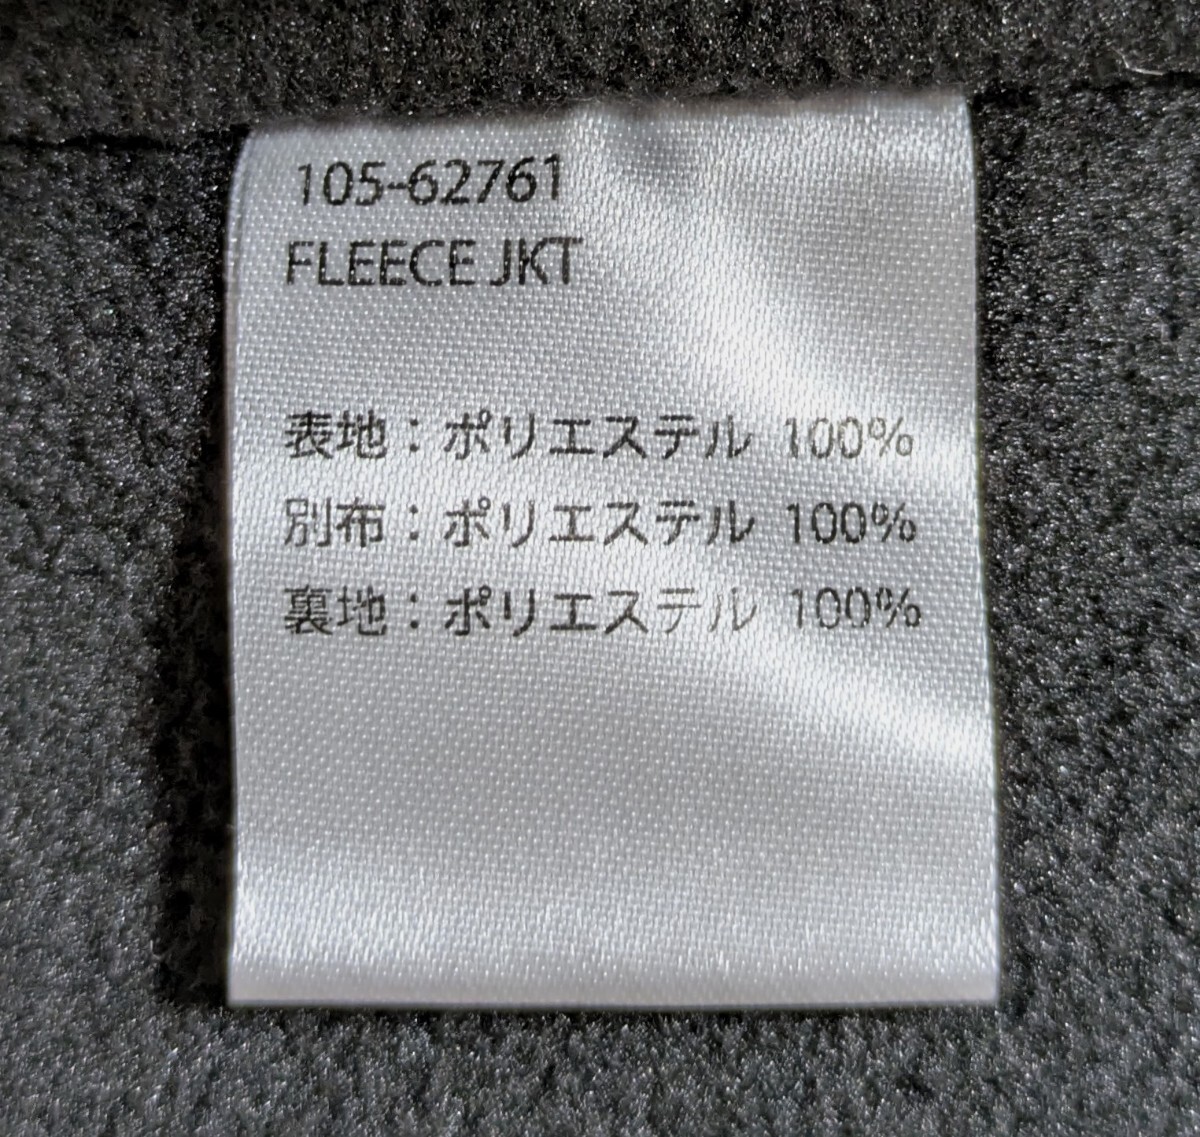 105-62761
FLEECE JKT
表地：ポリエステル 100%
別布：ポリエステル 100%
裏地：ポリエステル 100%